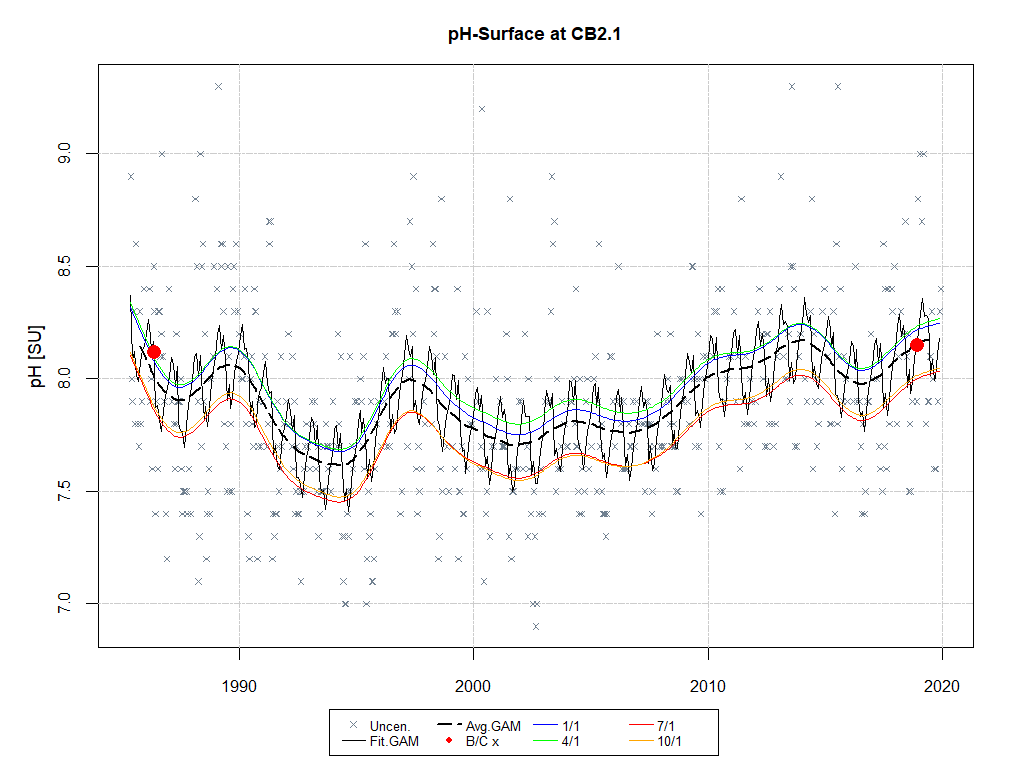 pH-Surface at CB2.1
pH [SU]
9.0
8.5
8.0
7.5
7.0
1990 2000 2010 2020
Uncen. Avg.GAM 1/1 7/1
Fit.GAM B/C x 4/1 10/1